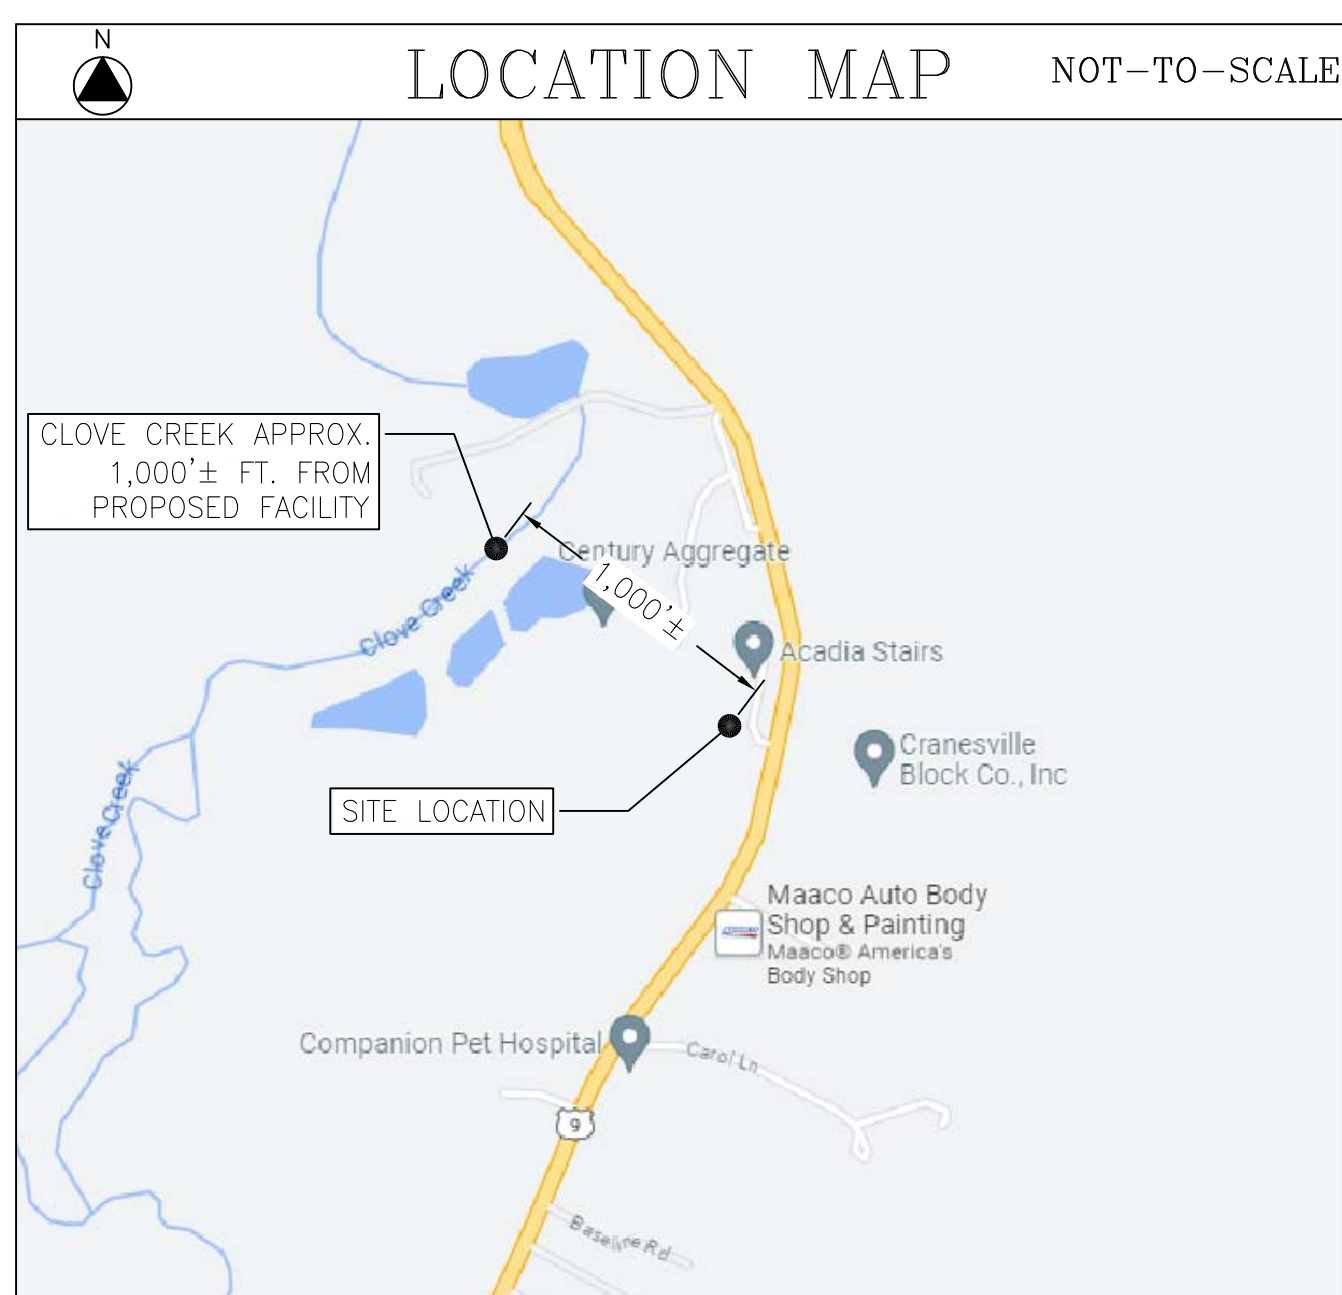 N
LOCATION MAP
NOT-TO-SCALE
CLOVE CREEK APPROX.
1,000'± FT. FROM
PROPOSED FACILITY
Century Aggregate
1,000'±
Clove Creek
Acadia Stairs
Cranesville
Block Co., Inc
Clove Creek
SITE LOCATION
Maaco Auto Body
Shop & Painting
Maaco® America's
Body Shop
Companion Pet Hospital
Carol Ln
9
Baseline Rd